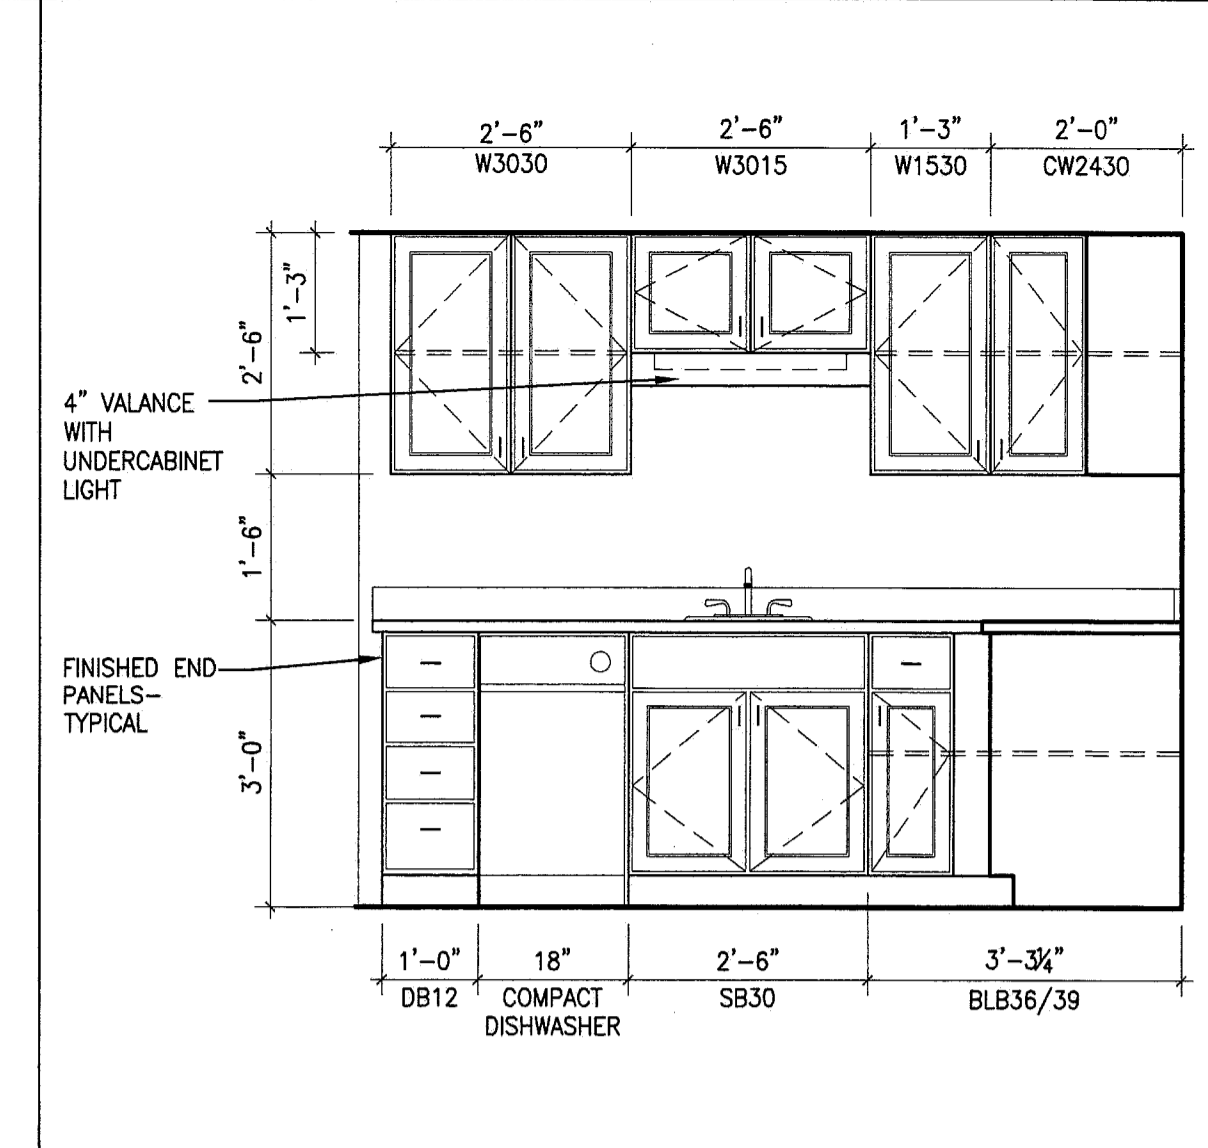 2'-6"
2'-6"
1'-3"
2'-0"
W3030
W3015
W1530
CW2430
1'-3"
2'-6"
4" VALANCE
WITH
UNDERCABINET
LIGHT
1'-6"
FINISHED END
PANELS-
TYPICAL
3'-0"
1'-0"
18"
2'-6"
3'-3¼"
DB12
COMPACT
DISHWASHER
SB30
BLB36/39